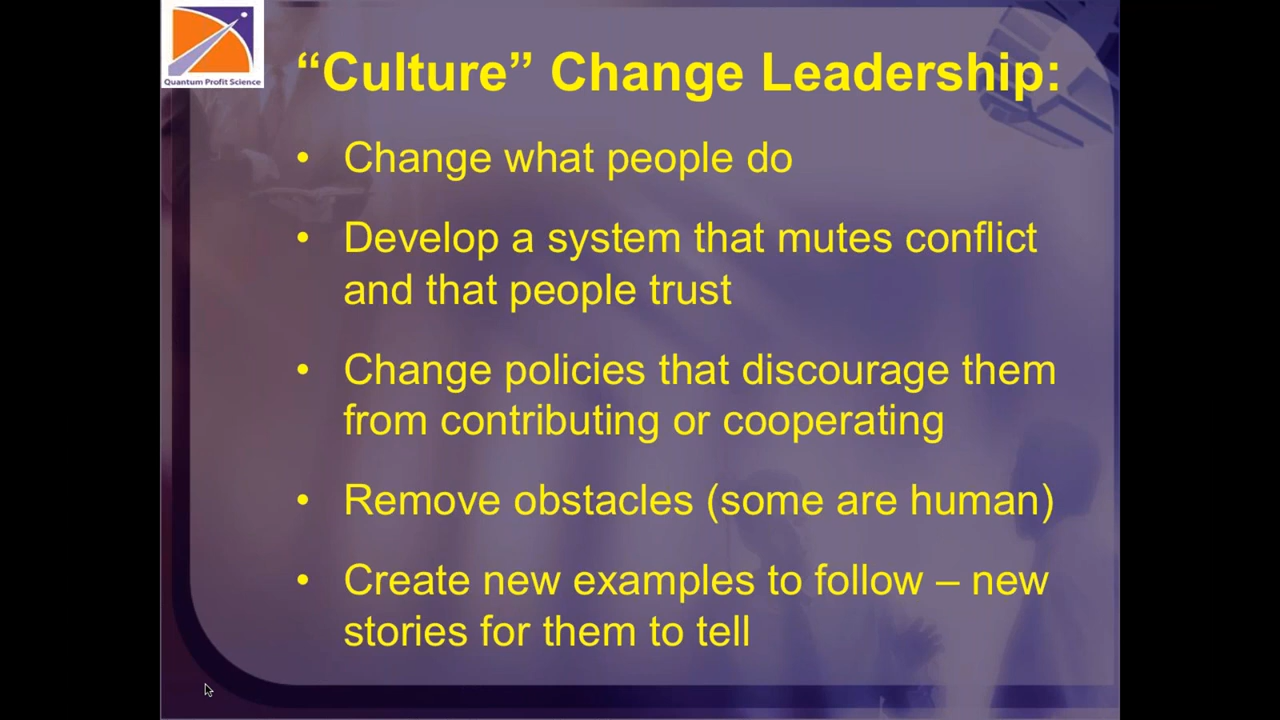 Quantum Profit Science
“Culture” Change Leadership:
• Change what people do
• Develop a system that mutes conflict
and that people trust
• Change policies that discourage them
from contributing or cooperating
• Remove obstacles (some are human)
• Create new examples to follow – new
stories for them to tell